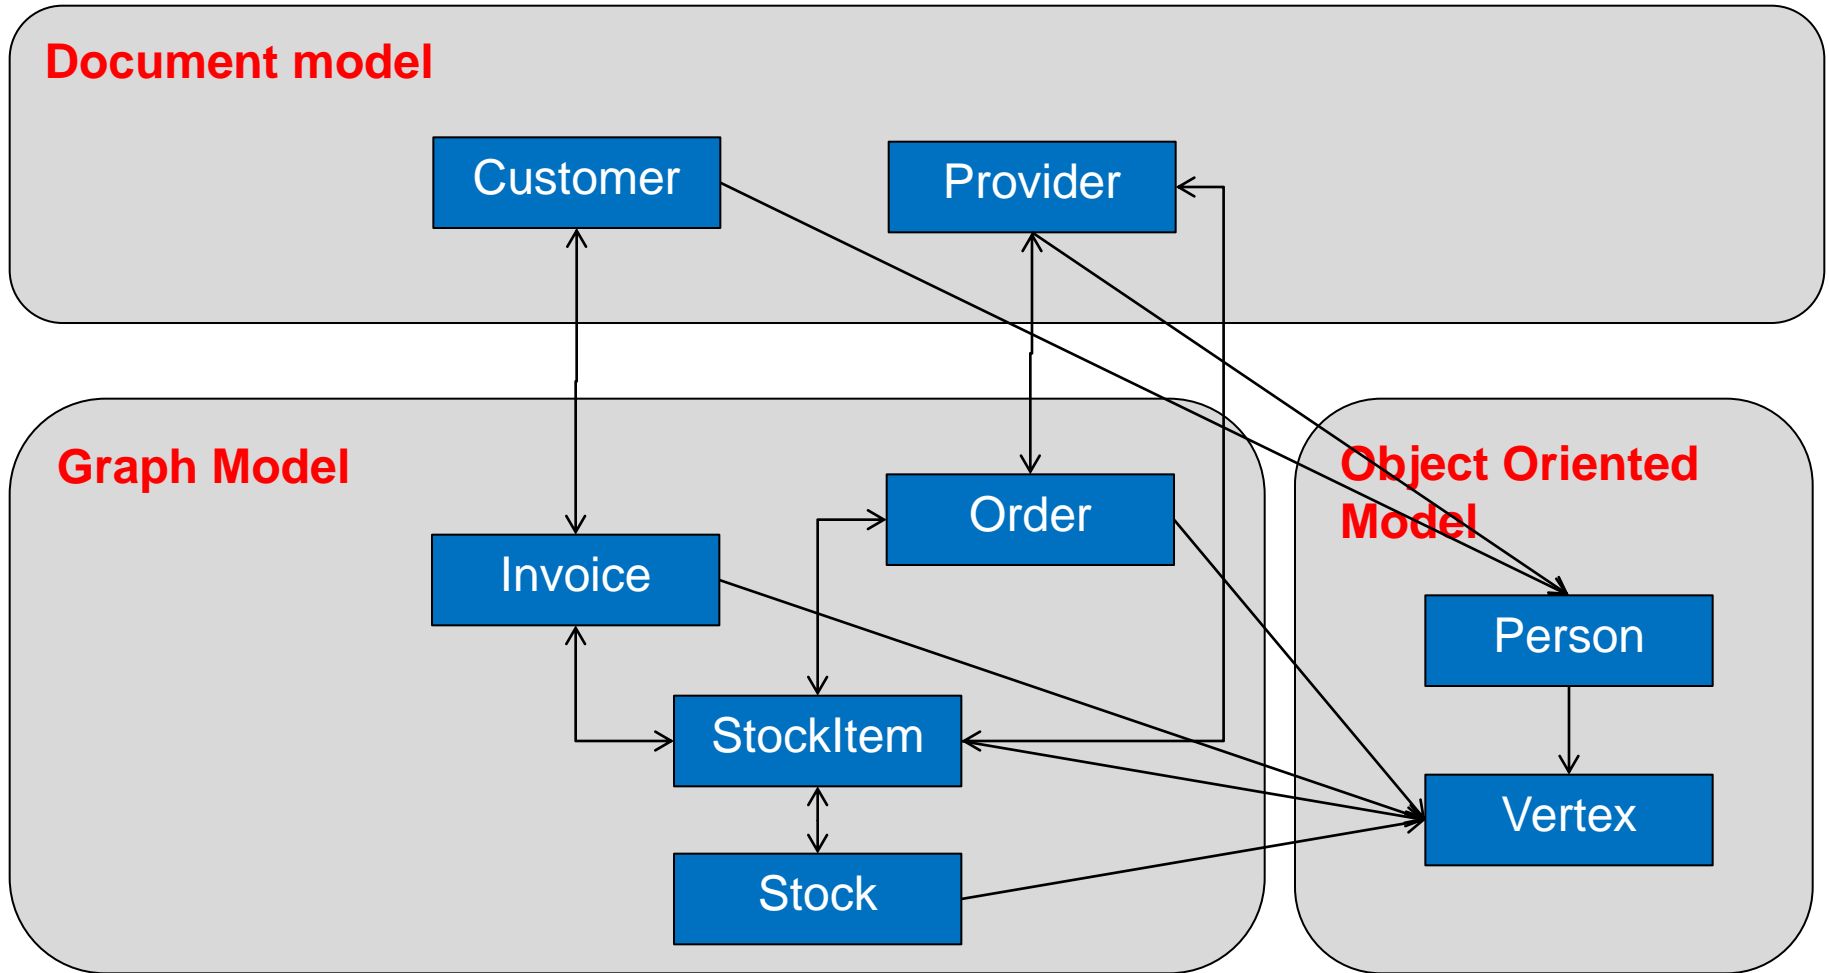 Document model
Customer
Provider
Graph Model
Object Oriented
Model
Order
Invoice
Person
StockItem
Vertex
Stock